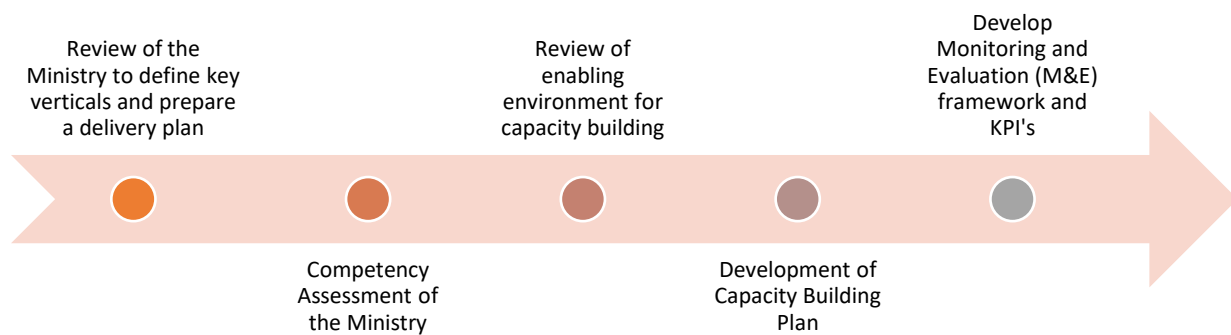 Review of the
Ministry to define key
verticals and prepare
a delivery plan
Competency
Assessment of
the Ministry
Review of
enabling
environment for
capacity building
Development of
Capacity Building
Plan
Develop
Monitoring and
Evaluation (M&E)
framework and
KPI's